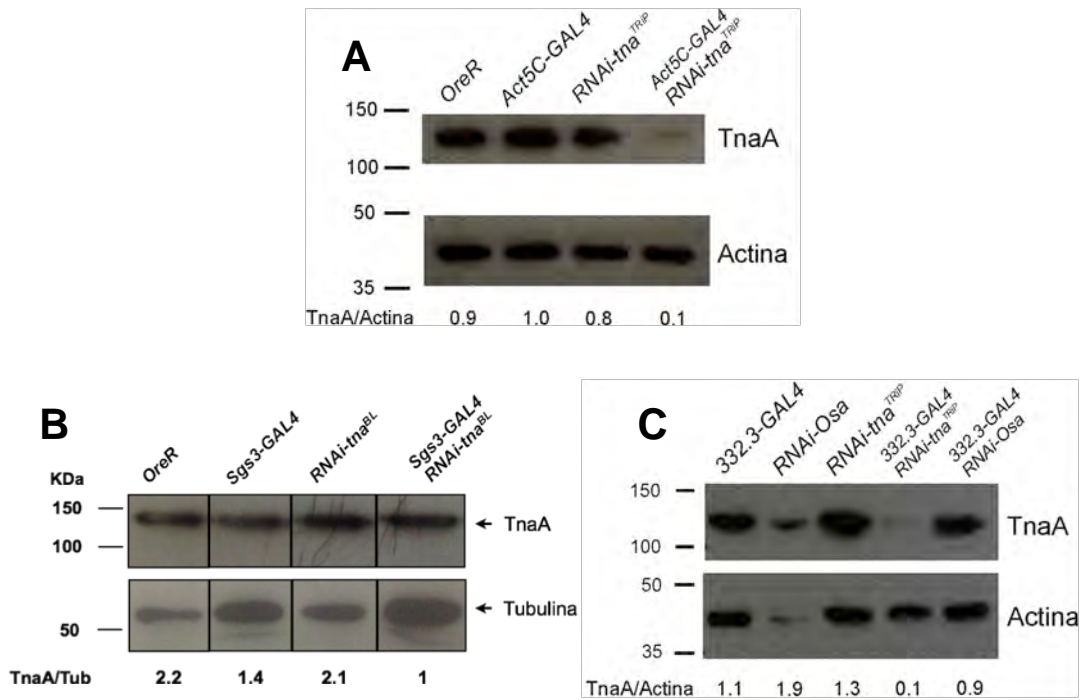 A
OreR
Act5C-GAL4
RNAi-tna TRiP
Act5C-GAL4
RNAi-tna TRiP
150
100
TnaA
50
35
Actina
TnaA/Actina 0.9 1.0 0.8 0.1
B
OreR
Sgs3-GAL4
RNAi-tna BL
Sgs3-GAL4
RNAi-tna BL
KDa
150
100
TnaA
50
Tubulina
TnaA/Tub 2.2 1.4 2.1 1
C
332.3-GAL4
RNAi-Osa
RNAi-tna TRiP
332.3-GAL4
RNAi-tna TRiP
332.3-GAL4
RNAi-Osa
150
100
TnaA
50
35
Actina
TnaA/Actina 1.1 1.9 1.3 0.1 0.9